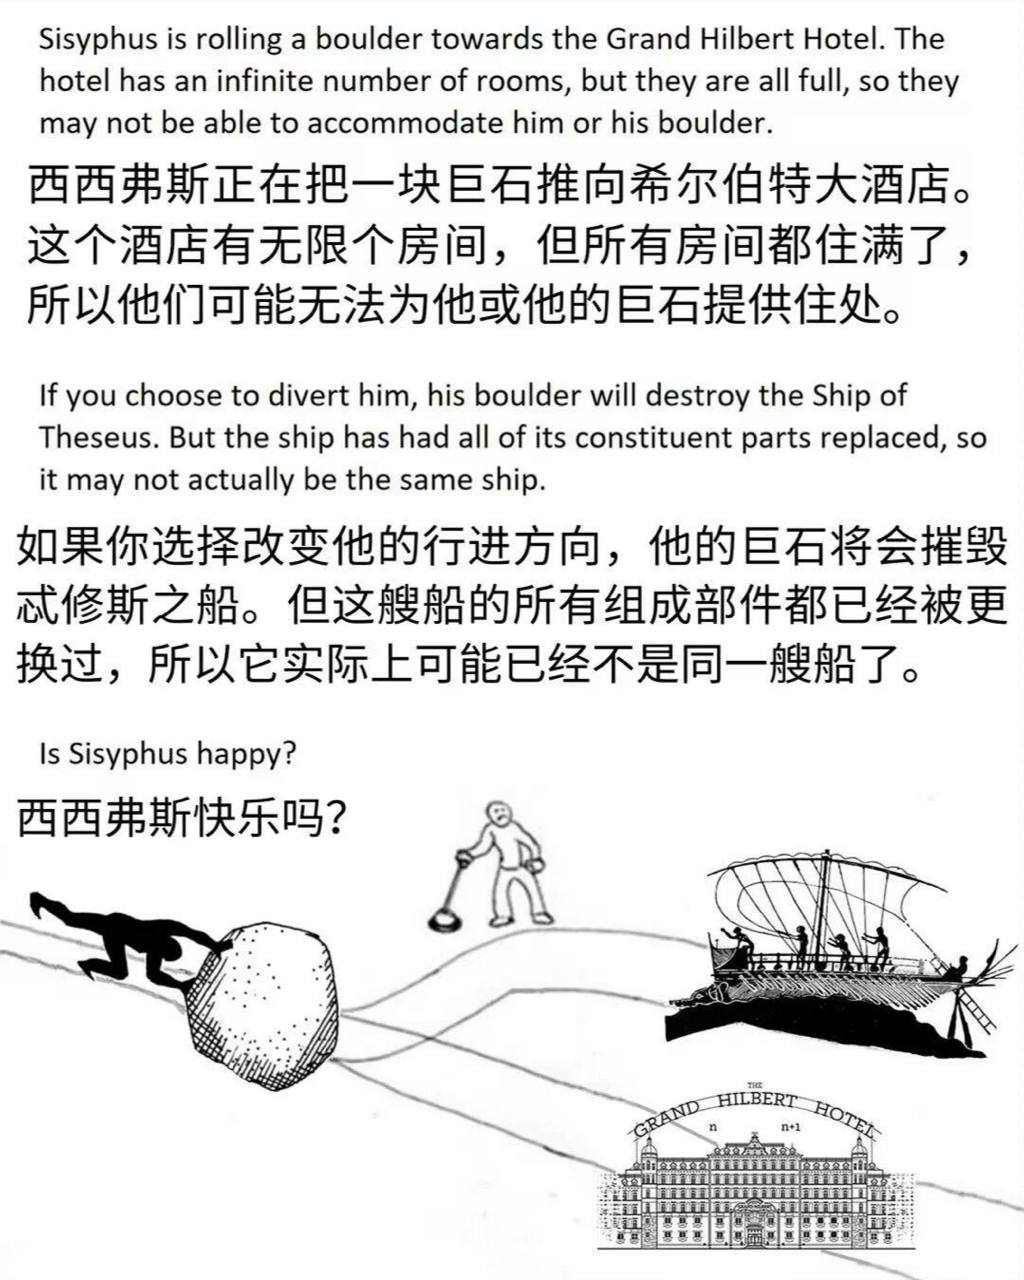 Sisyphus is rolling a boulder towards the Grand Hilbert Hotel. The
hotel has an infinite number of rooms, but they are all full, so they
may not be able to accommodate him or his boulder.
西西弗斯正在把一块巨石推向希尔伯特大酒店。
这个酒店有无限个房间，但所有房间都住满了，
所以他们可能无法为他或他的巨石提供住处。
If you choose to divert him, his boulder will destroy the Ship of
Theseus. But the ship has had all of its constituent parts replaced, so
it may not actually be the same ship.
如果你选择改变他的行进方向，他的巨石将会摧毁
忒修斯之船。但这艘船的所有组成部件都已经被更
换过，所以它实际上可能已经不是同一艘船了。
Is Sisyphus happy?
西西弗斯快乐吗？
THE
GRAND HILBERT HOTEL
n n+1